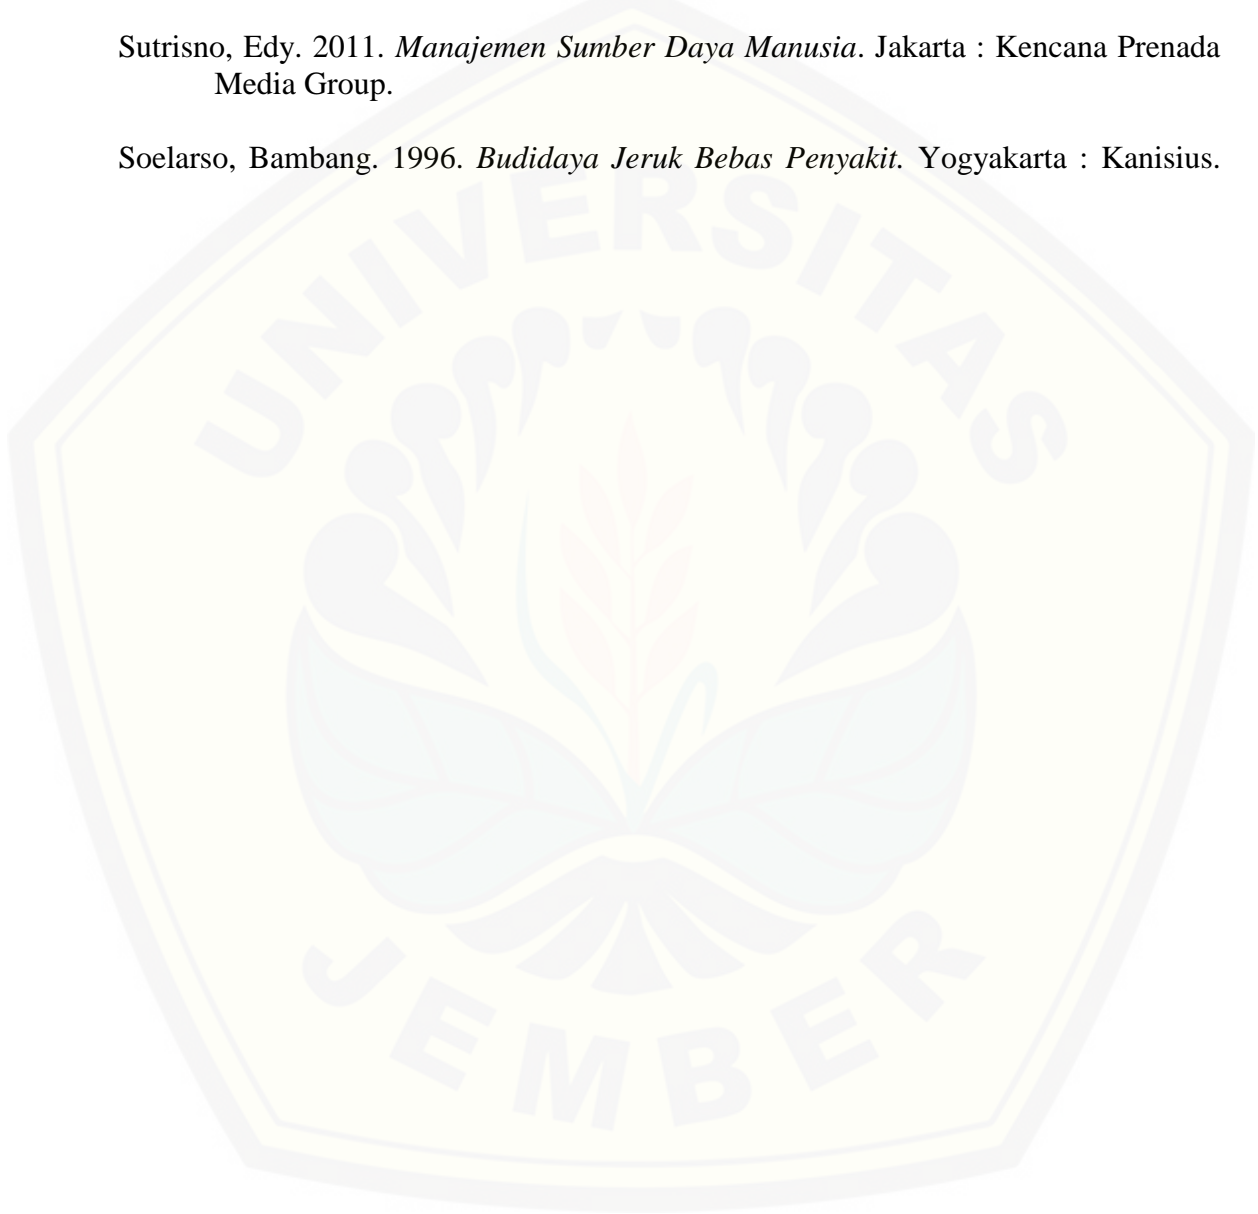 Sutrisno, Edy. 2011. Manajemen Sumber Daya Manusia. Jakarta : Kencana Prenada
Media Group.
Soelarso, Bambang. 1996. Budidaya Jeruk Bebas Penyakit. Yogyakarta : Kanisius.
UNIVERSITAS
JEMBER